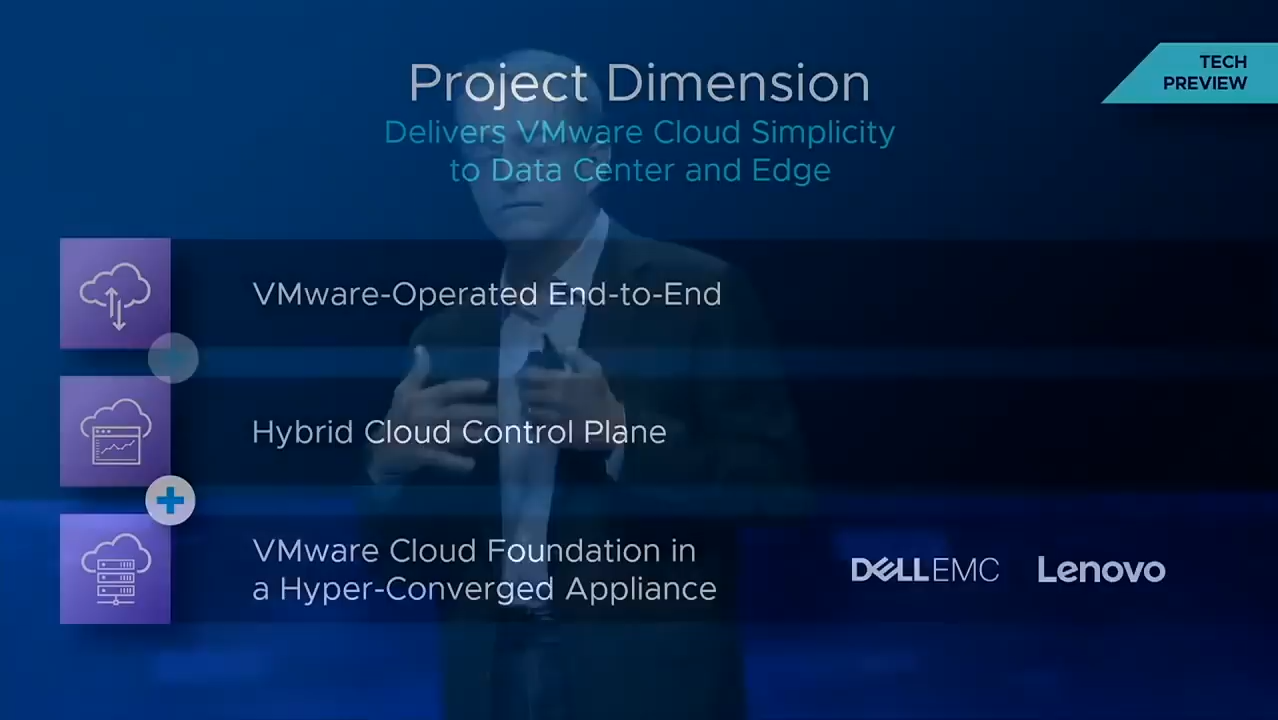 Project Dimension
Delivers VMware Cloud Simplicity
to Data Center and Edge
TECH
PREVIEW
VMware-Operated End-to-End
Hybrid Cloud Control Plane
VMware Cloud Foundation in
a Hyper-Converged Appliance
DELLEMC
Lenovo